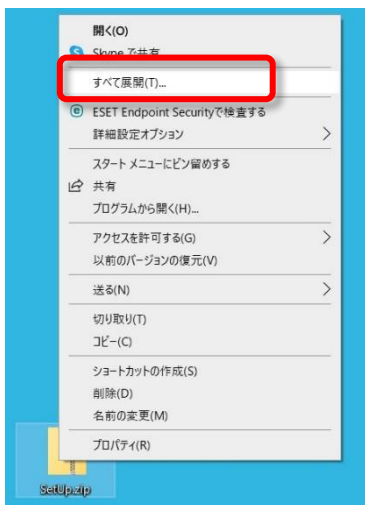 開く(O)
Skype で共有
すべて展開(T)...
ESET Endpoint Securityで検査する
詳細設定オプション
スタート メニューにピン留めする
共有
プログラムから開く(H)...
アクセスを許可する(G)
以前のバージョンの復元(V)
送る(N)
切り取り(T)
コピー(C)
ショートカットの作成(S)
削除(D)
名前の変更(M)
プロパティ(R)
SetUp.zip